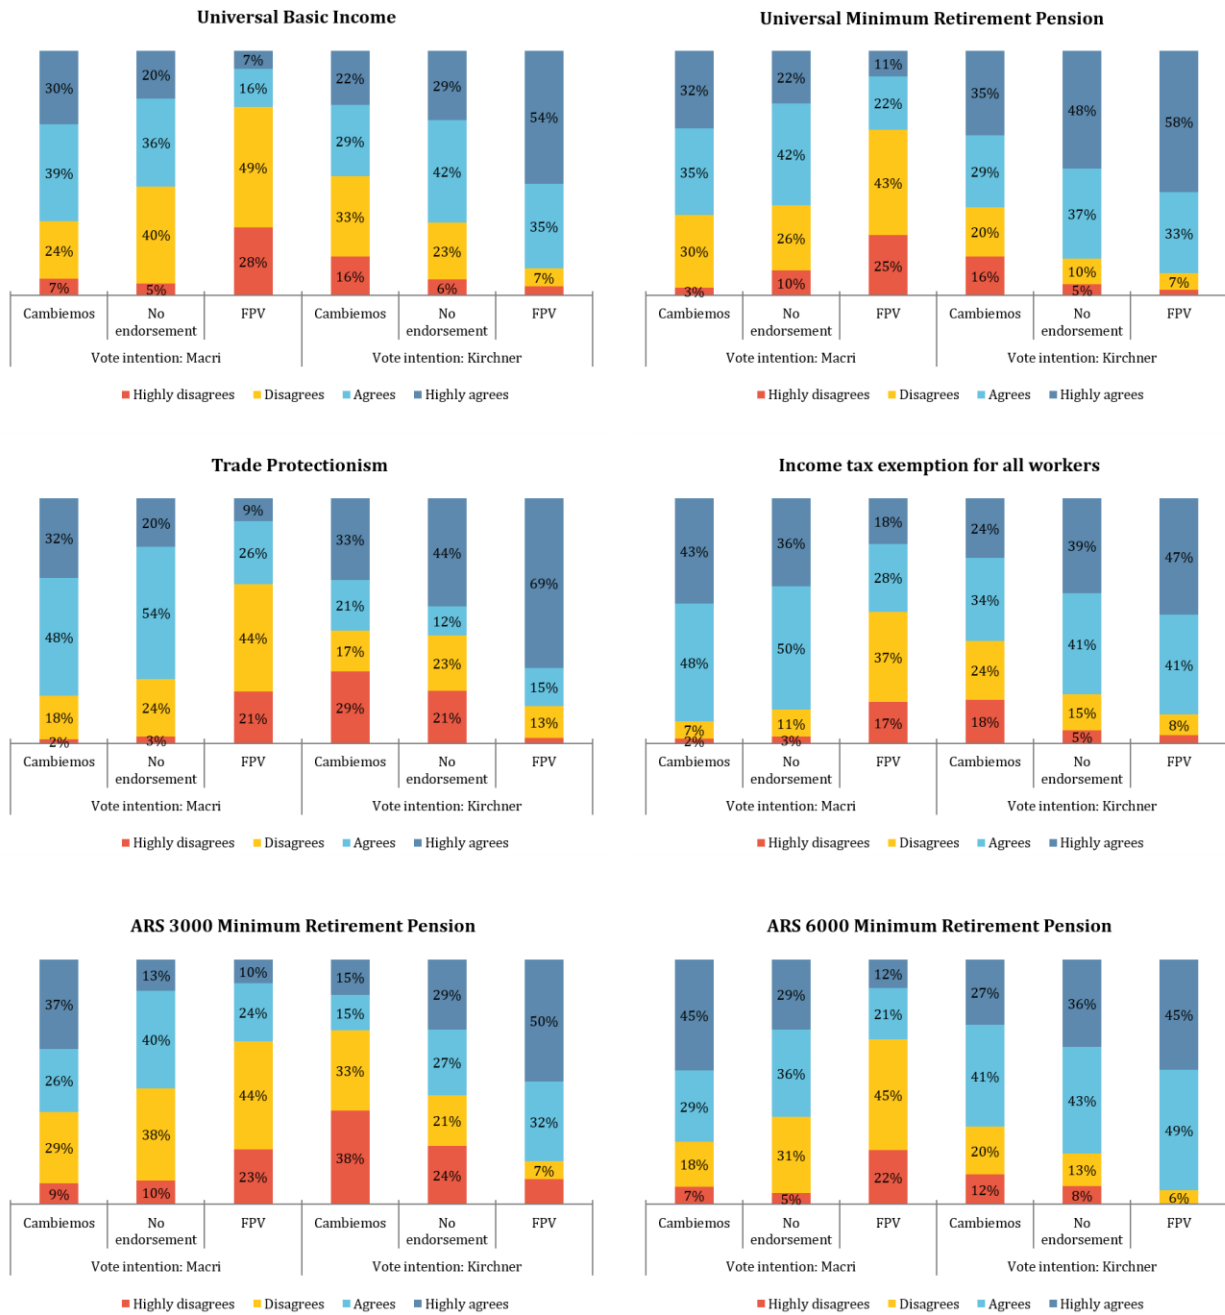 Universal Basic Income
30%
39%
24%
7%
20%
36%
40%
5%
7%
16%
49%
28%
22%
29%
33%
16%
29%
42%
23%
6%
54%
35%
7%
Cambiemos
No
endorsement
FPV
Cambiemos
No
endorsement
FPV
Vote intention: Macri
Vote intention: Kirchner
Highly disagrees Disagrees Agrees Highly agrees
Universal Minimum Retirement Pension
32%
35%
30%
3%
22%
42%
26%
10%
11%
22%
43%
25%
35%
29%
20%
16%
48%
37%
10%
5%
58%
33%
7%
Cambiemos
No
endorsement
FPV
Cambiemos
No
endorsement
FPV
Vote intention: Macri
Vote intention: Kirchner
Highly disagrees Disagrees Agrees Highly agrees
Trade Protectionism
32%
48%
18%
2%
20%
54%
24%
3%
9%
26%
44%
21%
33%
21%
17%
29%
44%
12%
23%
21%
69%
15%
13%
Cambiemos
No
endorsement
FPV
Cambiemos
No
endorsement
FPV
Vote intention: Macri
Vote intention: Kirchner
Highly disagrees Disagrees Agrees Highly agrees
Income tax exemption for all workers
43%
48%
7%
2%
36%
50%
11%
3%
18%
28%
37%
17%
24%
34%
24%
18%
39%
41%
15%
5%
47%
41%
8%
Cambiemos
No
endorsement
FPV
Cambiemos
No
endorsement
FPV
Vote intention: Macri
Vote intention: Kirchner
Highly disagrees Disagrees Agrees Highly agrees
ARS 3000 Minimum Retirement Pension
37%
26%
29%
9%
13%
40%
38%
10%
10%
24%
44%
23%
15%
15%
33%
38%
29%
27%
21%
24%
50%
32%
7%
Cambiemos
No
endorsement
FPV
Cambiemos
No
endorsement
FPV
Vote intention: Macri
Vote intention: Kirchner
Highly disagrees Disagrees Agrees Highly agrees
ARS 6000 Minimum Retirement Pension
45%
29%
18%
7%
29%
36%
31%
5%
12%
21%
45%
22%
27%
41%
20%
12%
36%
43%
13%
8%
45%
49%
6%
Cambiemos
No
endorsement
FPV
Cambiemos
No
endorsement
FPV
Vote intention: Macri
Vote intention: Kirchner
Highly disagrees Disagrees Agrees Highly agrees